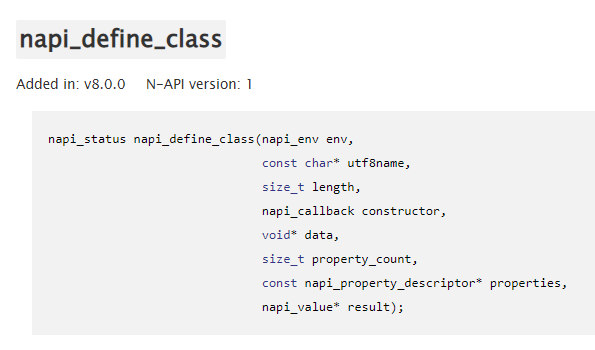 napi_define_class
Added in: v8.0.0 N-API version: 1
napi_status napi_define_class(napi_env env,
const char* utf8name,
size_t length,
napi_callback constructor,
void* data,
size_t property_count,
const napi_property_descriptor* properties,
napi_value* result);